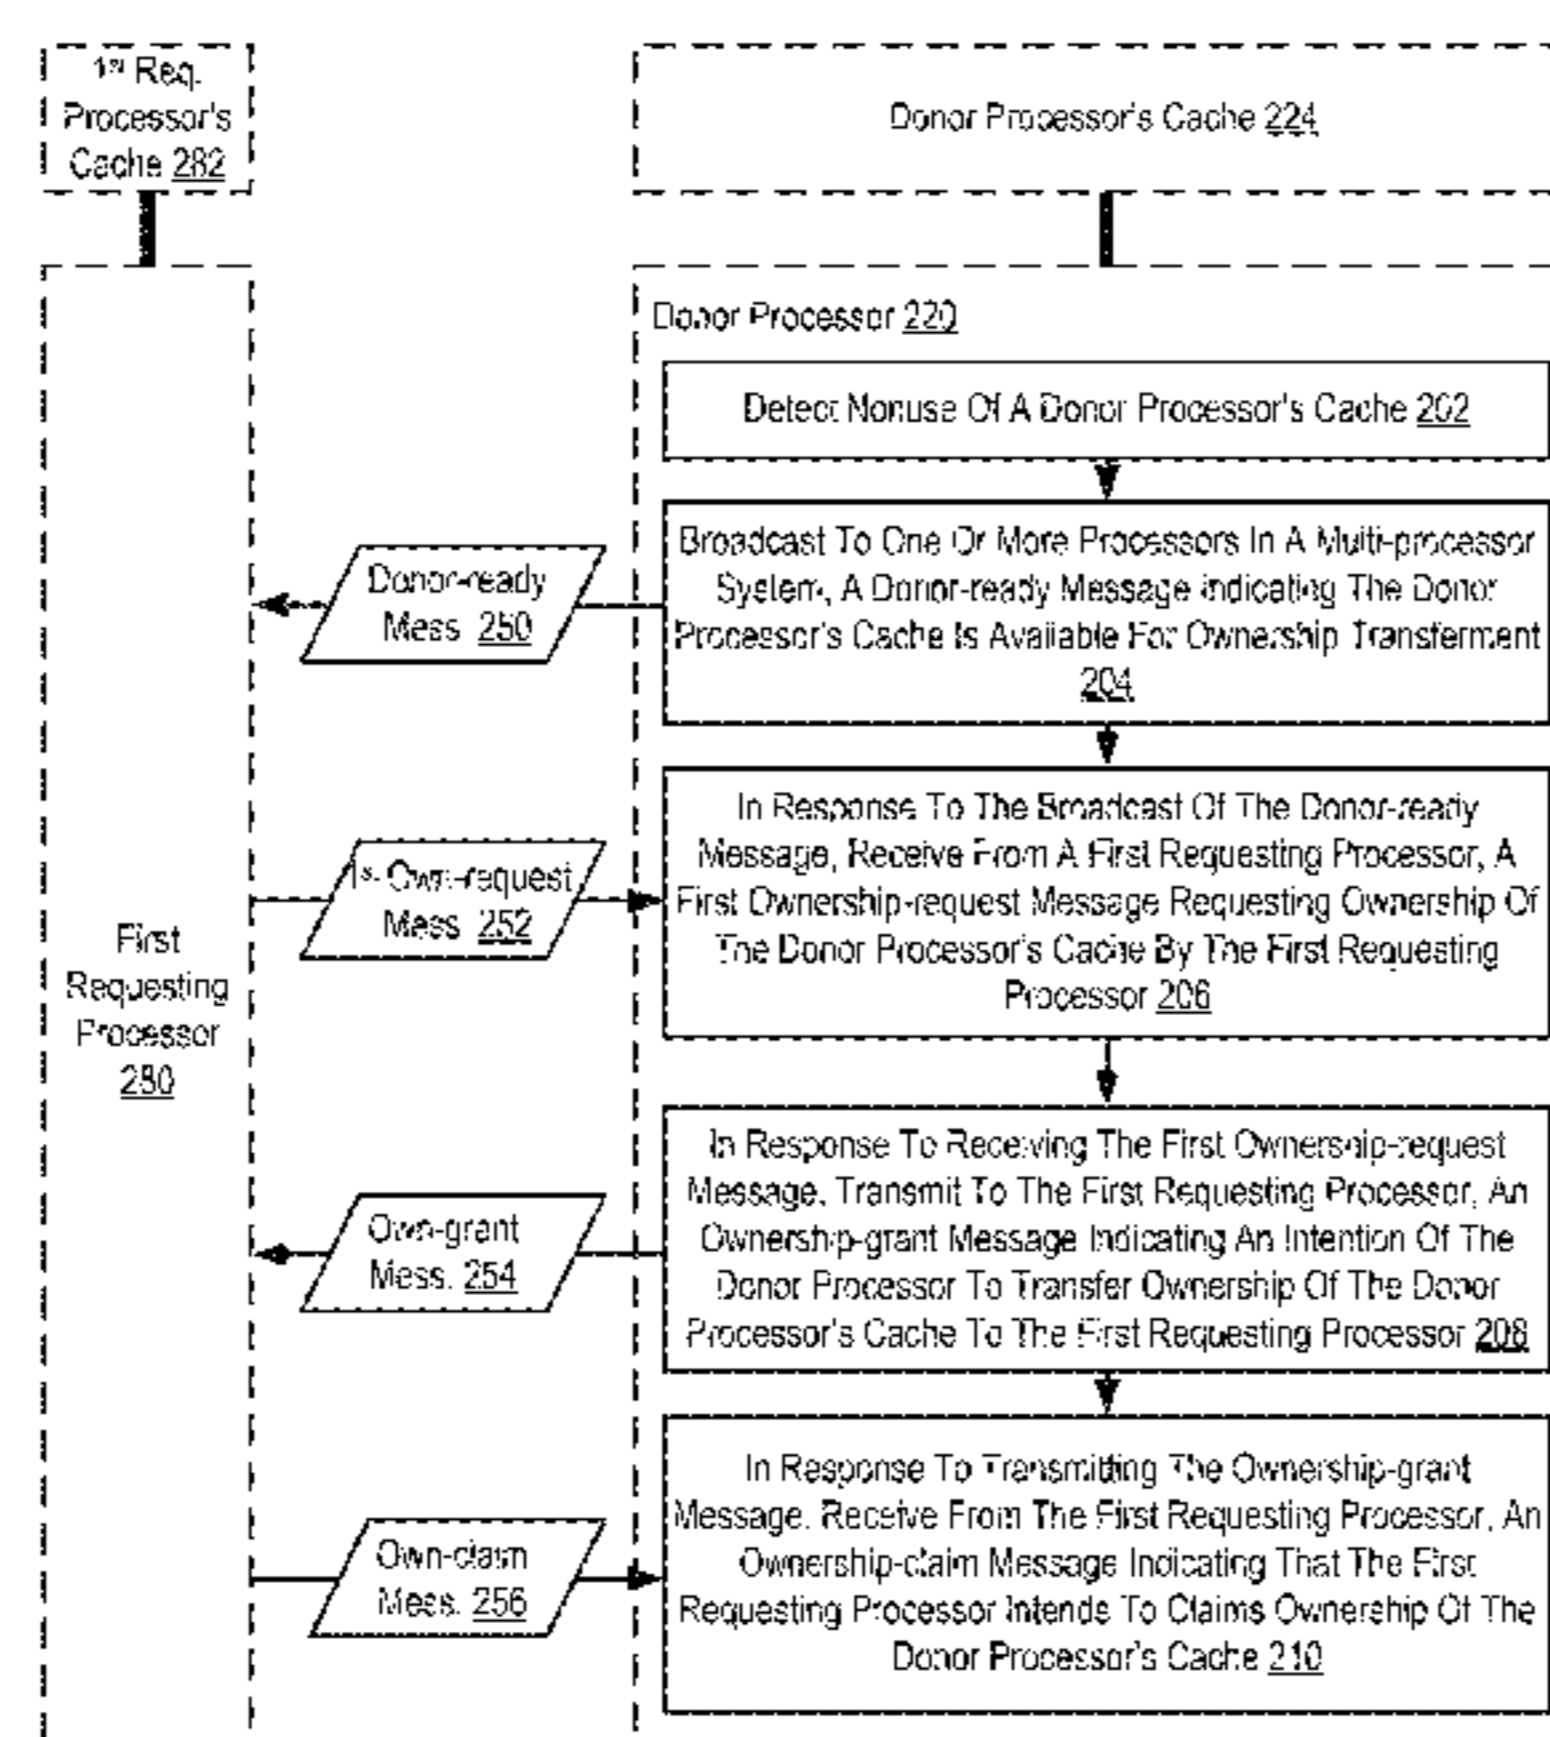 1st Req.
Processor's
Cache 282
Donor Processor's Cache 224
Donor Processor 220
Detect Nonuse Of A Donor Processor's Cache 202
Broadcast To One Or More Processors In A Multi-processor
System, A Donor-ready Message Indicating The Donor
Processor's Cache Is Available For Ownership Transferment
204
Donor-ready
Mess. 250
In Response To The Broadcast Of The Donor-ready
Message, Receive From A First Requesting Processor, A
First Ownership-request Message Requesting Ownership Of
The Donor Processor's Cache By The First Requesting
Processor 206
1st Own-request
Mess. 252
First
Requesting
Processor
280
In Response To Receiving The First Ownership-request
Message, Transmit To The First Requesting Processor, An
Ownership-grant Message Indicating An Intention Of The
Donor Processor To Transfer Ownership Of The Donor
Processor's Cache To The First Requesting Processor 208
Own-grant
Mess. 254
In Response To Transmitting The Ownership-grant
Message, Receive From The First Requesting Processor, An
Ownership-claim Message Indicating That The First
Requesting Processor Intends To Claims Ownership Of The
Donor Processor's Cache 210
Own-claim
Mess. 256